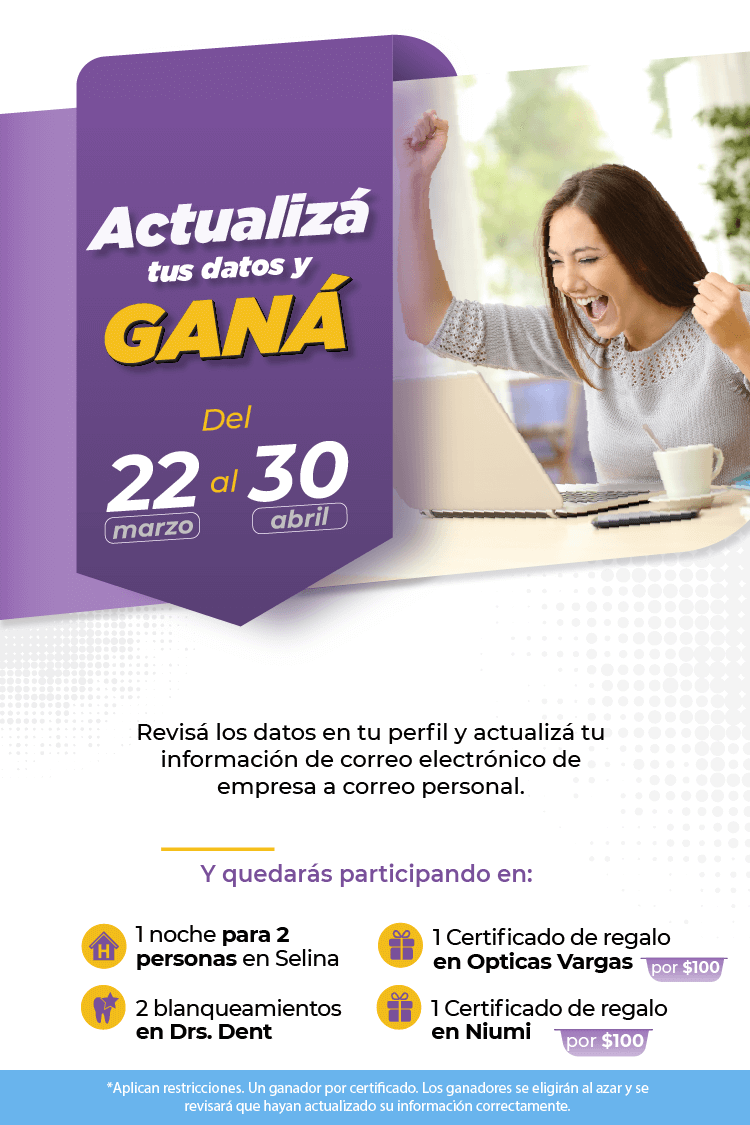 Actualizá
tus datos y
GANÁ
Del
22 al 30
marzo abril
Revisá los datos en tu perfil y actualizá tu
información de correo electrónico de
empresa a correo personal.
Y quedarás participando en:
H
1 noche para 2
personas en Selina
1 Certificado de regalo
en Opticas Vargas por $100
2 blanqueamientos
en Drs. Dent
1 Certificado de regalo
en Niumi por $100
*Aplican restricciones. Un ganador por certificado. Los ganadores se eligirán al azar y se
revisará que hayan actualizado su información correctamente.